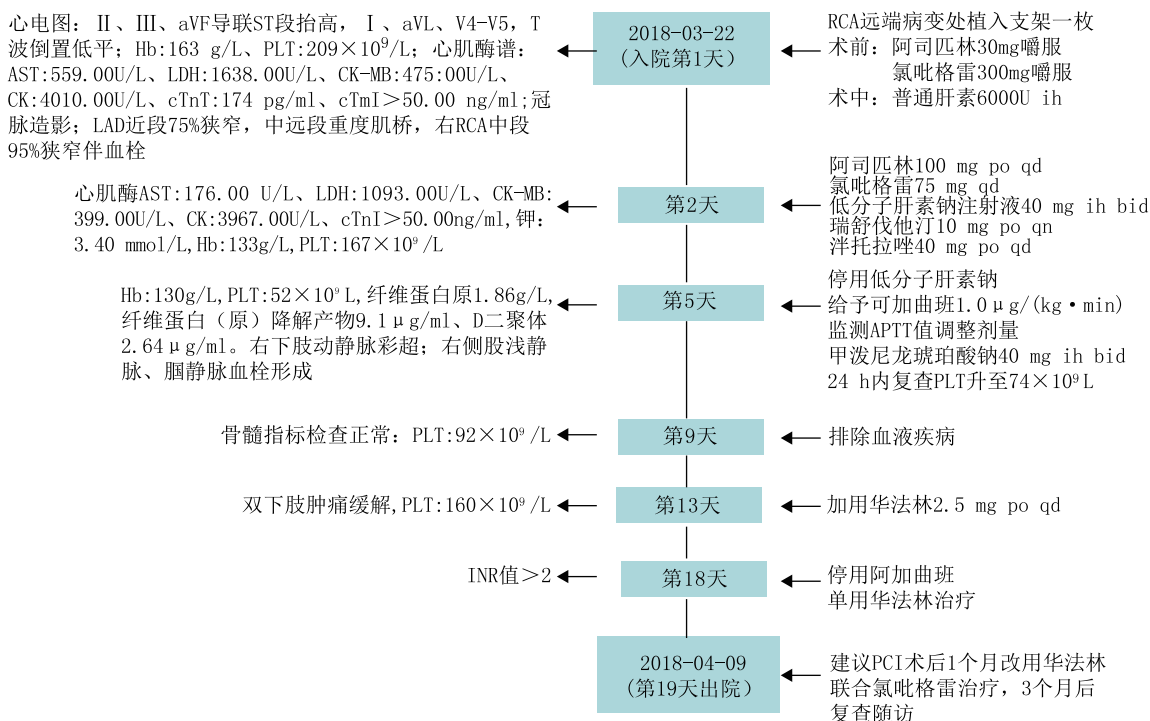 心电图：Ⅱ、Ⅲ、aVF导联ST段抬高，Ⅰ、aVL、V4-V5，T
波倒置低平；Hb:163 g/L、PLT:209×10⁹/L；心肌酶谱：
AST:559.00U/L、LDH:1638.00U/L、CK-MB:475:00U/L、
CK:4010.00U/L、cTnT:174 pg/ml、cTmI＞50.00 ng/ml;冠
脉造影；LAD近段75%狭窄，中远段重度肌桥，右RCA中段
95%狭窄伴血栓
2018-03-22
(入院第1天）
RCA远端病变处植入支架一枚
术前：阿司匹林30mg嚼服
氯吡格雷300mg嚼服
术中：普通肝素6000U ih
心肌酶AST:176.00 U/L、LDH:1093.00U/L、CK-MB:
399.00U/L、CK:3967.00U/L、cTnI＞50.00ng/ml,钾：
3.40 mmol/L,Hb:133g/L,PLT:167×10⁹/L
第2天
阿司匹林100 mg po qd
氯吡格雷75 mg qd
低分子肝素钠注射液40 mg ih bid
瑞舒伐他汀10 mg po qn
泮托拉唑40 mg po qd
Hb:130g/L,PLT:52×10⁹L,纤维蛋白原1.86g/L,
纤维蛋白（原）降解产物9.1μg/ml、D二聚体
2.64μg/ml。右下肢动静脉彩超；右侧股浅静
脉、腘静脉血栓形成
第5天
停用低分子肝素钠
给予可加曲班1.0μg/(kg·min)
监测APTT值调整剂量
甲泼尼龙琥珀酸钠40 mg ih bid
24 h内复查PLT升至74×10⁹L
骨髓指标检查正常：PLT:92×10⁹/L
第9天
排除血液疾病
双下肢肿痛缓解,PLT:160×10⁹/L
第13天
加用华法林2.5 mg po qd
INR值＞2
第18天
停用阿加曲班
单用华法林治疗
2018-04-09
(第19天出院）
建议PCI术后1个月改用华法林
联合氯吡格雷治疗，3个月后
复查随访